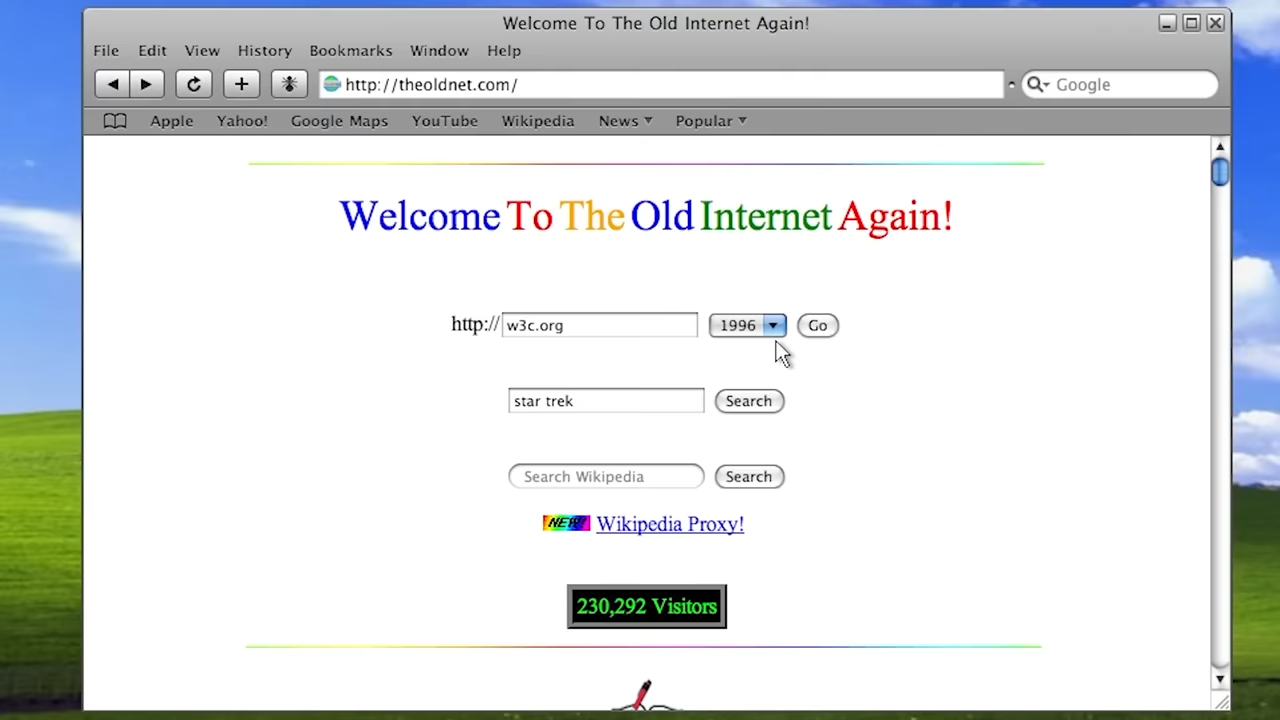 Welcome To The Old Internet Again!
File Edit View History Bookmarks Window Help
http://theoldnet.com/ Google
Apple Yahoo! Google Maps YouTube Wikipedia News Popular
Welcome To The Old Internet Again!
http:// w3c.org 1996 Go
star trek Search
Search Wikipedia Search
NEW! Wikipedia Proxy!
230,292 Visitors